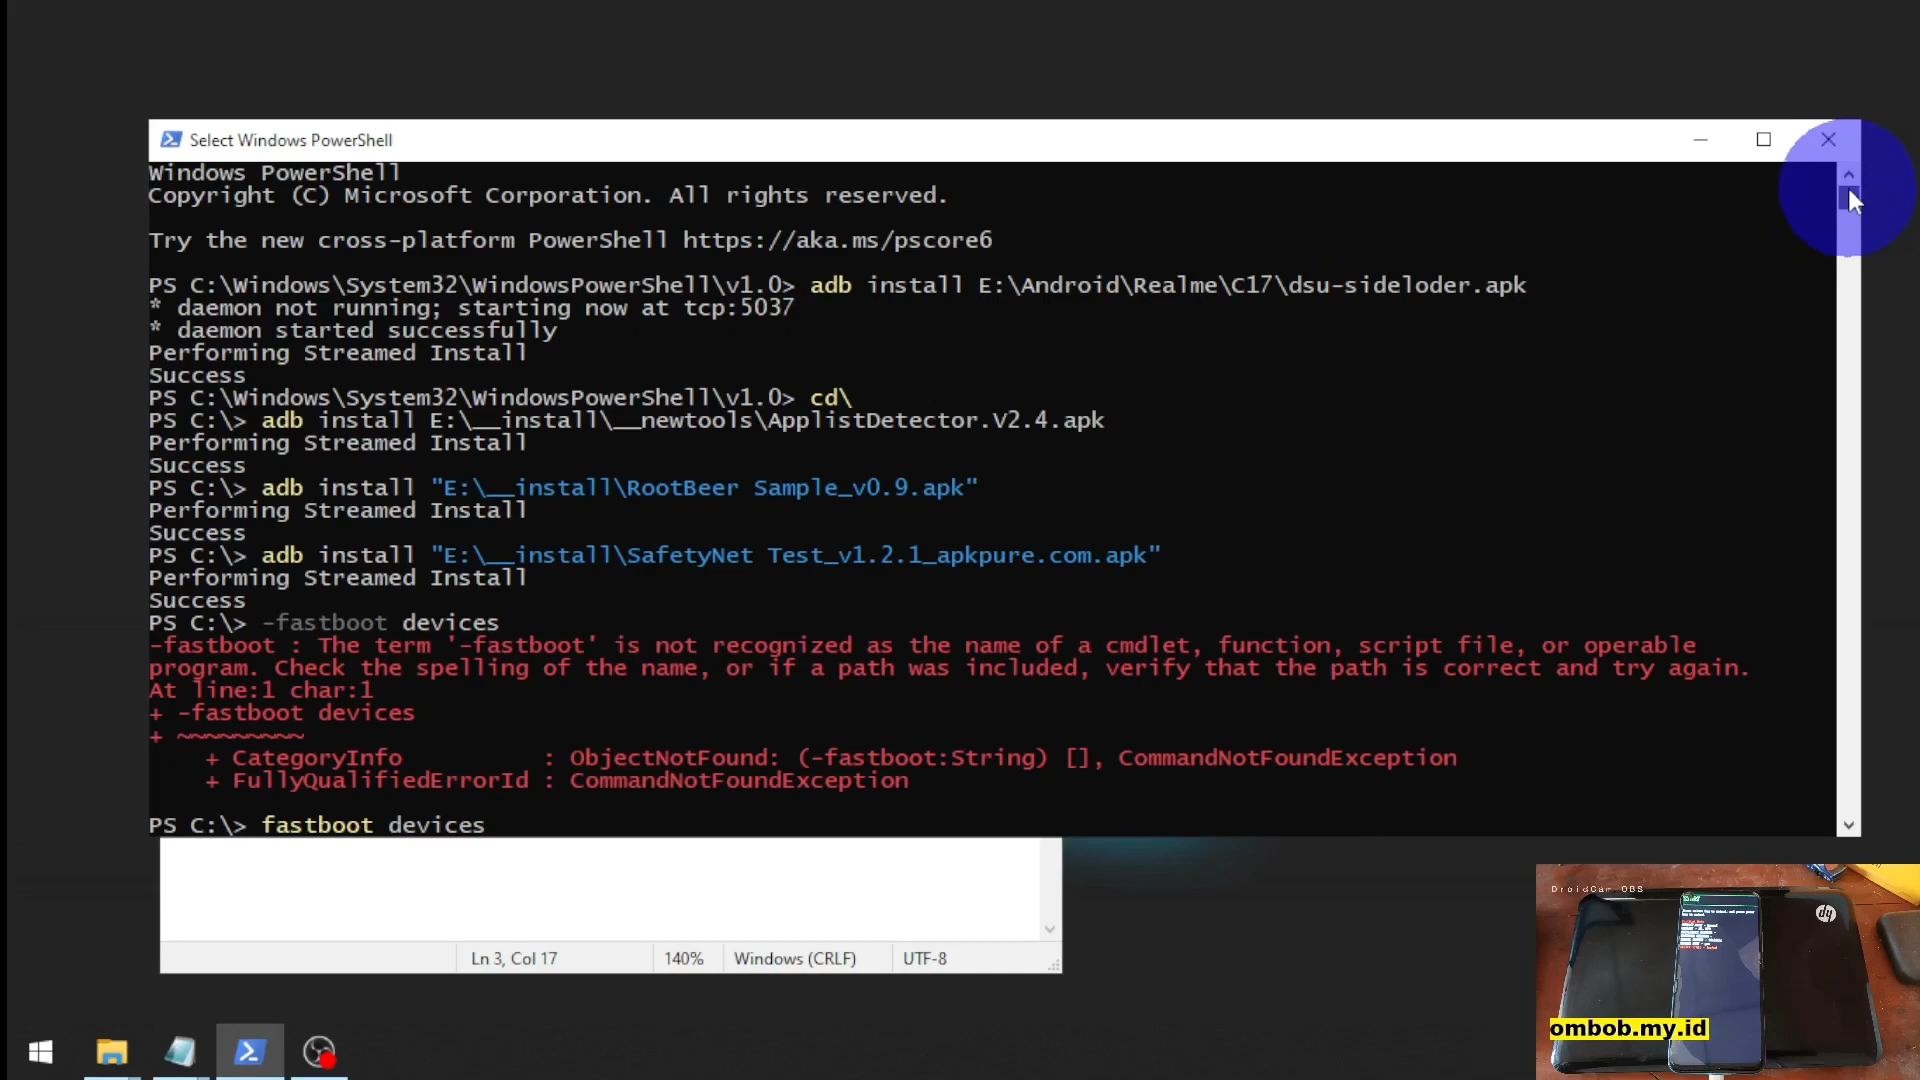 Select Windows PowerShell
Windows PowerShell
Copyright (C) Microsoft Corporation. All rights reserved.
Try the new cross-platform PowerShell https://aka.ms/pscore6
PS C:\Windows\System32\WindowsPowerShell\v1.0> adb install E:\Android\Realme\C17\dsu-sideloder.apk
* daemon not running; starting now at tcp:5037
* daemon started successfully
Performing Streamed Install
Success
PS C:\Windows\System32\WindowsPowerShell\v1.0> cd\
PS C:\> adb install E:\__install\__newtools\ApplistDetector.V2.4.apk
Performing Streamed Install
Success
PS C:\> adb install "E:\__install\RootBeer Sample_v0.9.apk"
Performing Streamed Install
Success
PS C:\> adb install "E:\__install\SafetyNet Test_v1.2.1_apkpure.com.apk"
Performing Streamed Install
Success
PS C:\> -fastboot devices
-fastboot : The term '-fastboot' is not recognized as the name of a cmdlet, function, script file, or operable
program. Check the spelling of the name, or if a path was included, verify that the path is correct and try again.
At line:1 char:1
+ -fastboot devices
+ ~~~~~~~~~
+ CategoryInfo : ObjectNotFound: (-fastboot:String) [], CommandNotFoundException
+ FullyQualifiedErrorId : CommandNotFoundException
PS C:\> fastboot devices
Ln 3, Col 17
140%
Windows (CRLF)
UTF-8
DroidCam OBS
hp
ombob.my.id